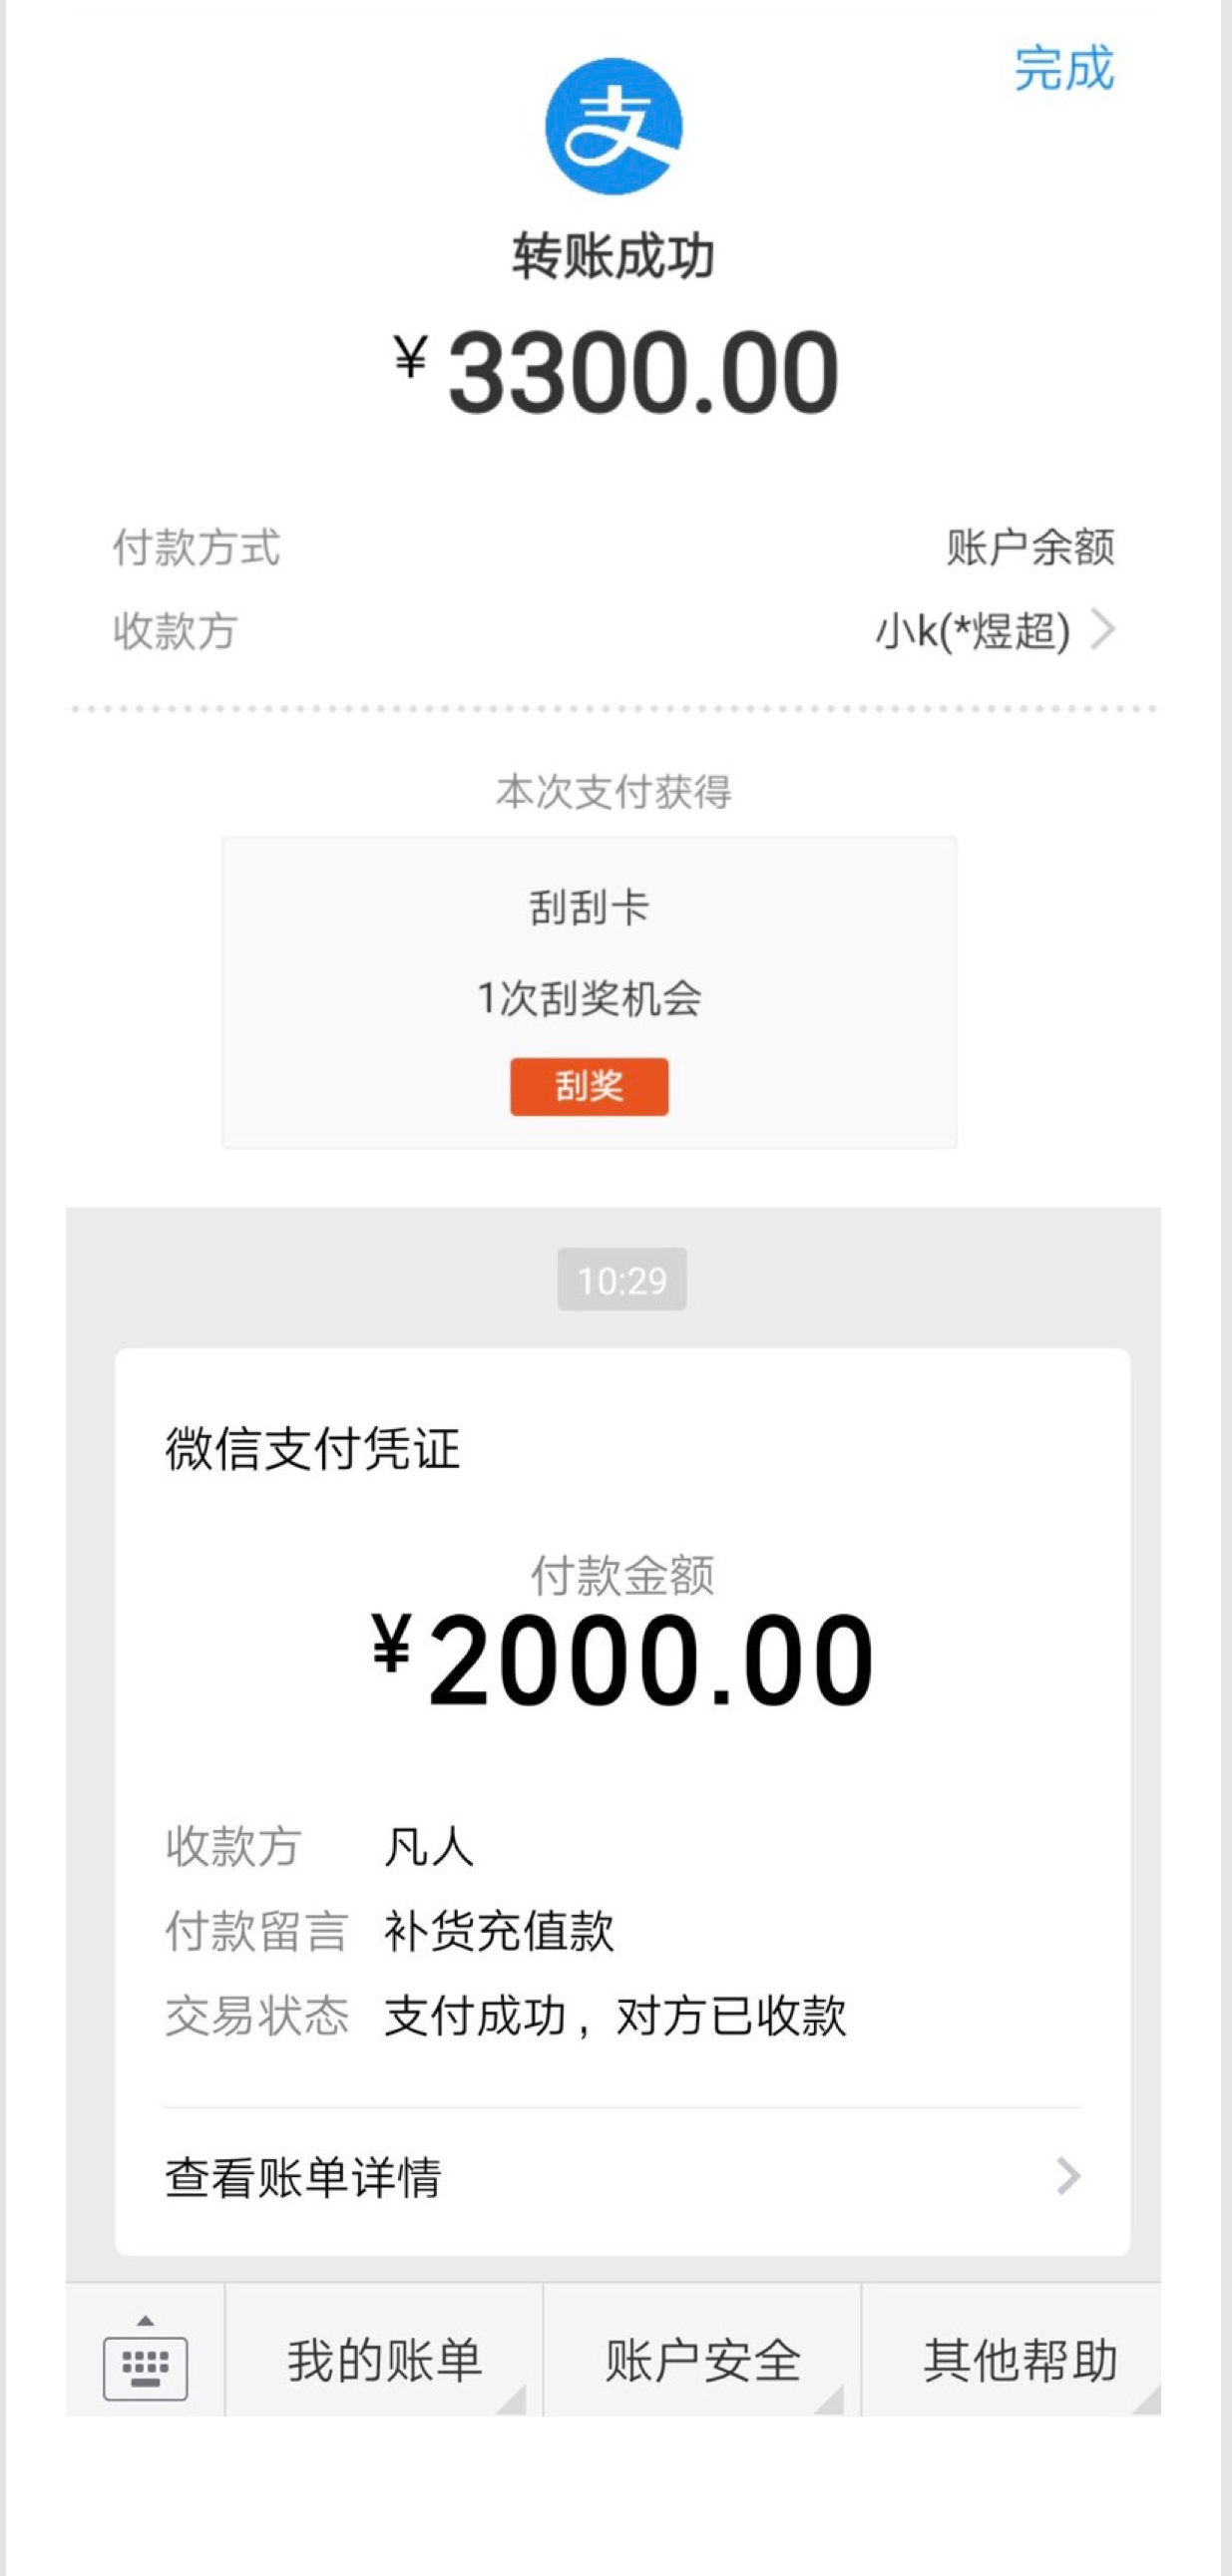 完成
支
转账成功
¥3300.00
付款方式 账户余额
收款方 小k(*煜超)
本次支付获得
刮刮卡
1次刮奖机会
刮奖
10:29
微信支付凭证
付款金额
¥2000.00
收款方 凡人
付款留言 补货充值款
交易状态 支付成功，对方已收款
查看账单详情
我的账单 账户安全 其他帮助